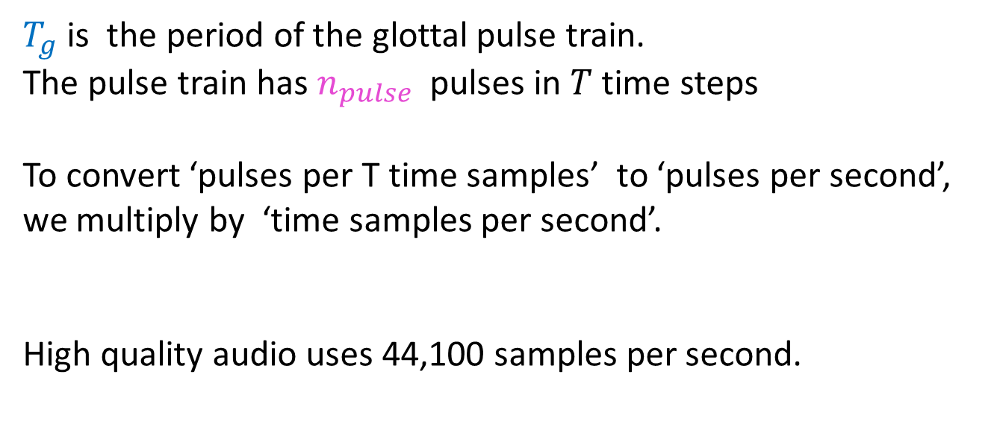 T_g is the period of the glottal pulse train.
The pulse train has n_pulse pulses in T time steps
To convert ‘pulses per T time samples’ to ‘pulses per second’,
we multiply by ‘time samples per second’.
High quality audio uses 44,100 samples per second.